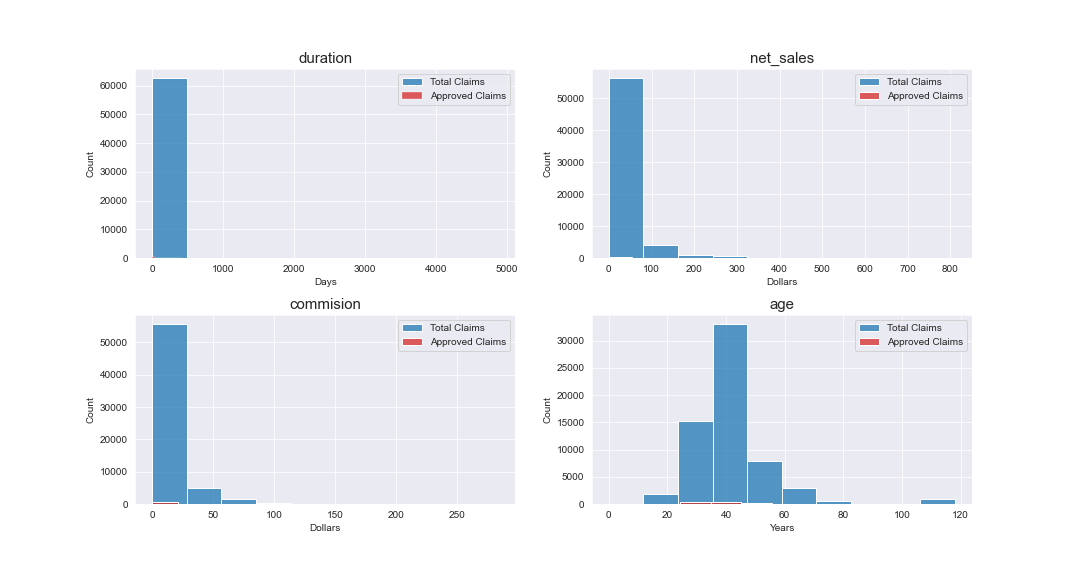 duration
Total Claims
Approved Claims
60000
50000
40000
30000
20000
10000
0
Count
0 1000 2000 3000 4000 5000
Days
net_sales
Total Claims
Approved Claims
50000
40000
30000
20000
10000
0
Count
0 100 200 300 400 500 600 700 800
Dollars
commision
Total Claims
Approved Claims
50000
40000
30000
20000
10000
0
Count
0 50 100 150 200 250
Dollars
age
Total Claims
Approved Claims
30000
25000
20000
15000
10000
5000
0
Count
0 20 40 60 80 100 120
Years